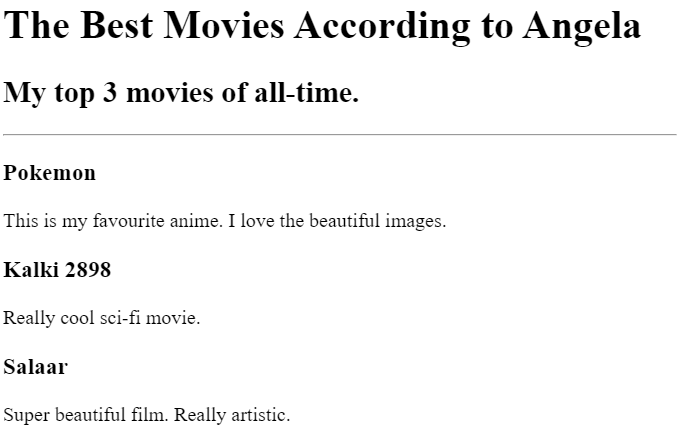 The Best Movies According to Angela
My top 3 movies of all-time.
Pokemon
This is my favourite anime. I love the beautiful images.
Kalki 2898
Really cool sci-fi movie.
Salaar
Super beautiful film. Really artistic.